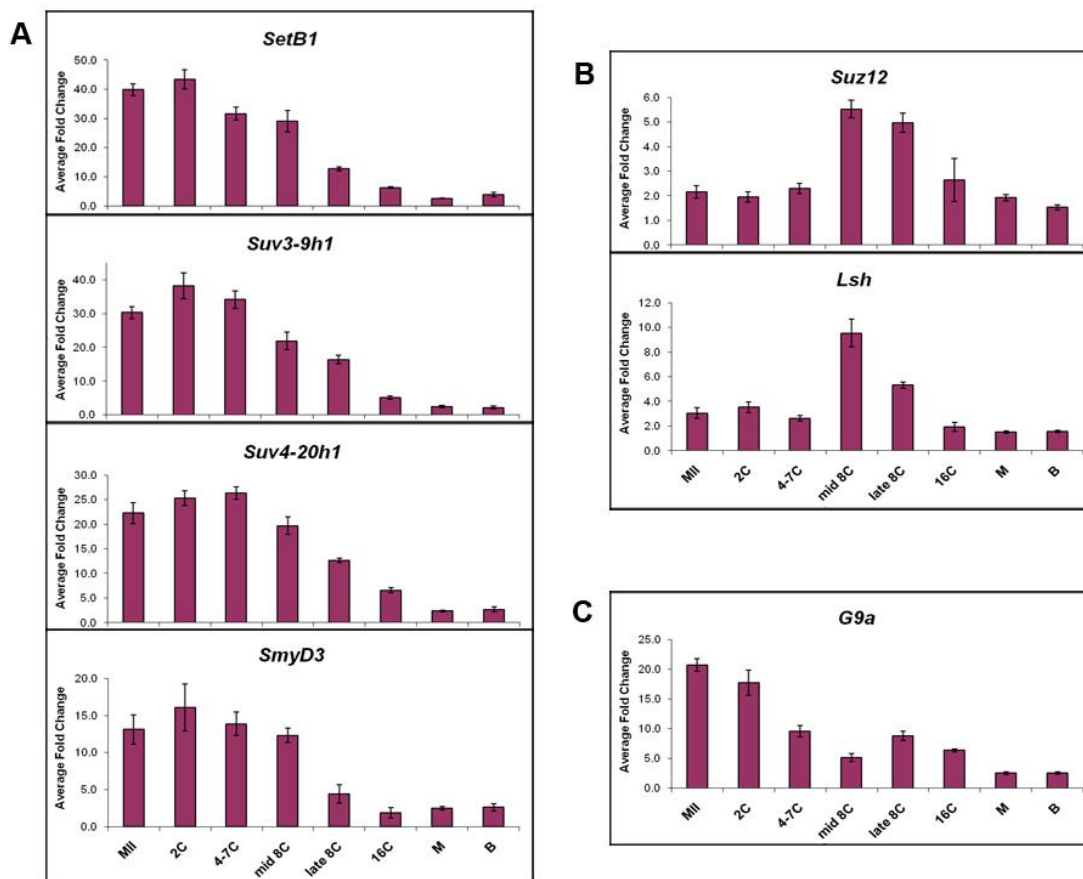 A
SetB1
Average Fold Change
50.0
40.0
30.0
20.0
10.0
0.0
Suv3-9h1
Average Fold Change
40.0
30.0
20.0
10.0
0.0
Suv4-20h1
Average Fold Change
30.0
25.0
20.0
15.0
10.0
5.0
0.0
SmyD3
Average Fold Change
20.0
15.0
10.0
5.0
0.0
MII 2C 4-7C mid 8C late 8C 16C M B
B
Suz12
Average Fold Change
6.0
5.0
4.0
3.0
2.0
1.0
0.0
Lsh
Average Fold Change
12.0
10.0
8.0
6.0
4.0
2.0
0.0
MII 2C 4-7C mid 8C late 8C 16C M B
C
G9a
Average Fold Change
25.0
20.0
15.0
10.0
5.0
0.0
MII 2C 4-7C mid 8C late 8C 16C M B